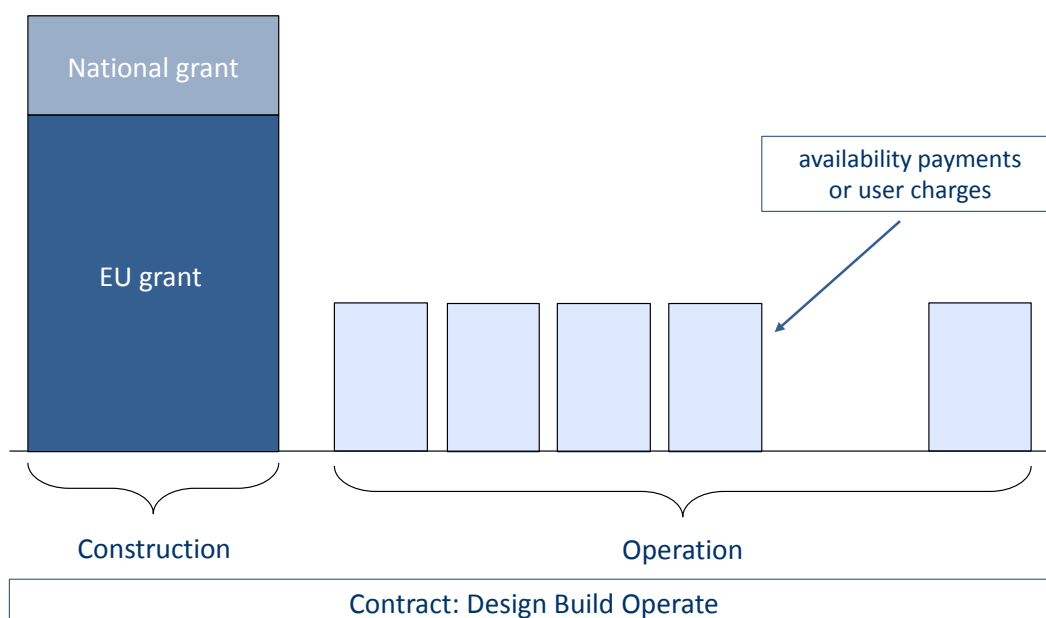 National grant
EU grant
availability payments
or user charges
Construction
Operation
Contract: Design Build Operate